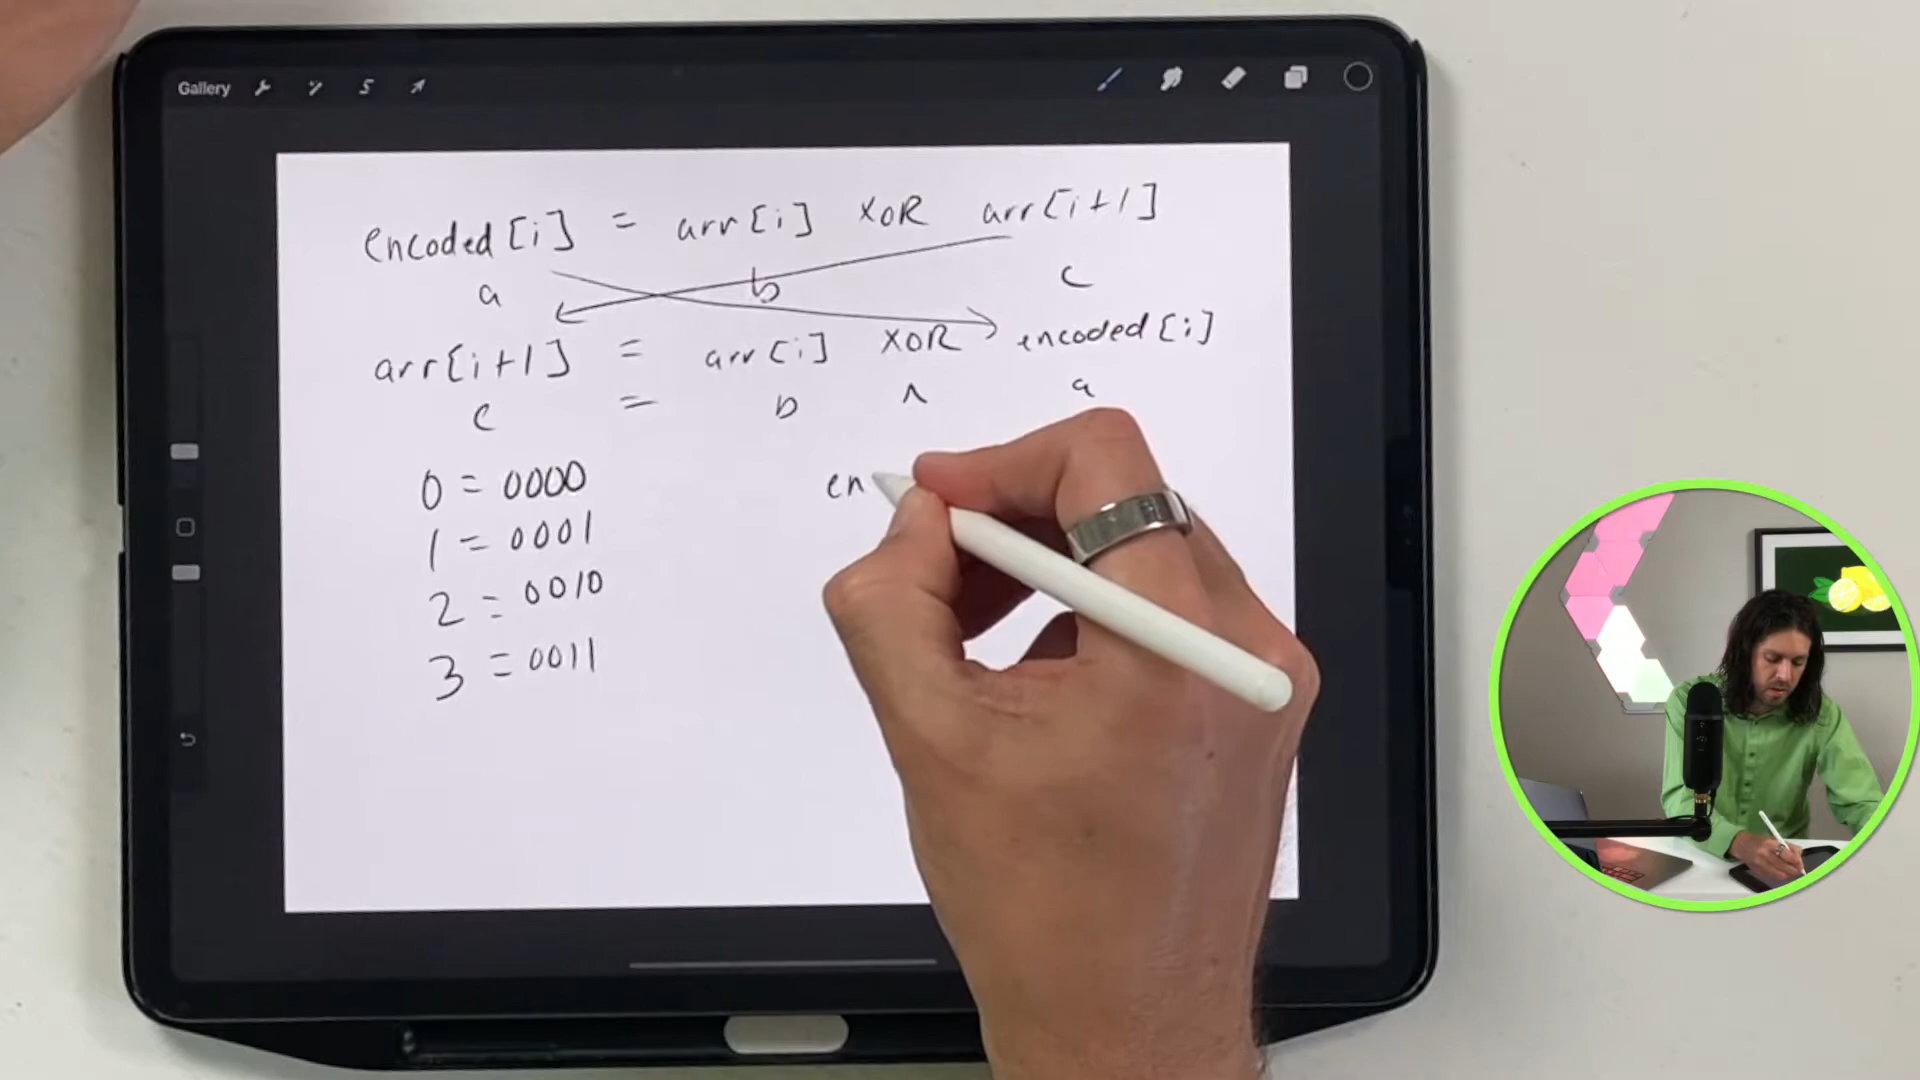 Gallery
encoded[i] = arr[i] XOR arr[i+1]
a b c
arr[i+1] = arr[i] XOR encoded[i]
c = b ^ a
0 = 0000
1 = 0001
2 = 0010
3 = 0011
en